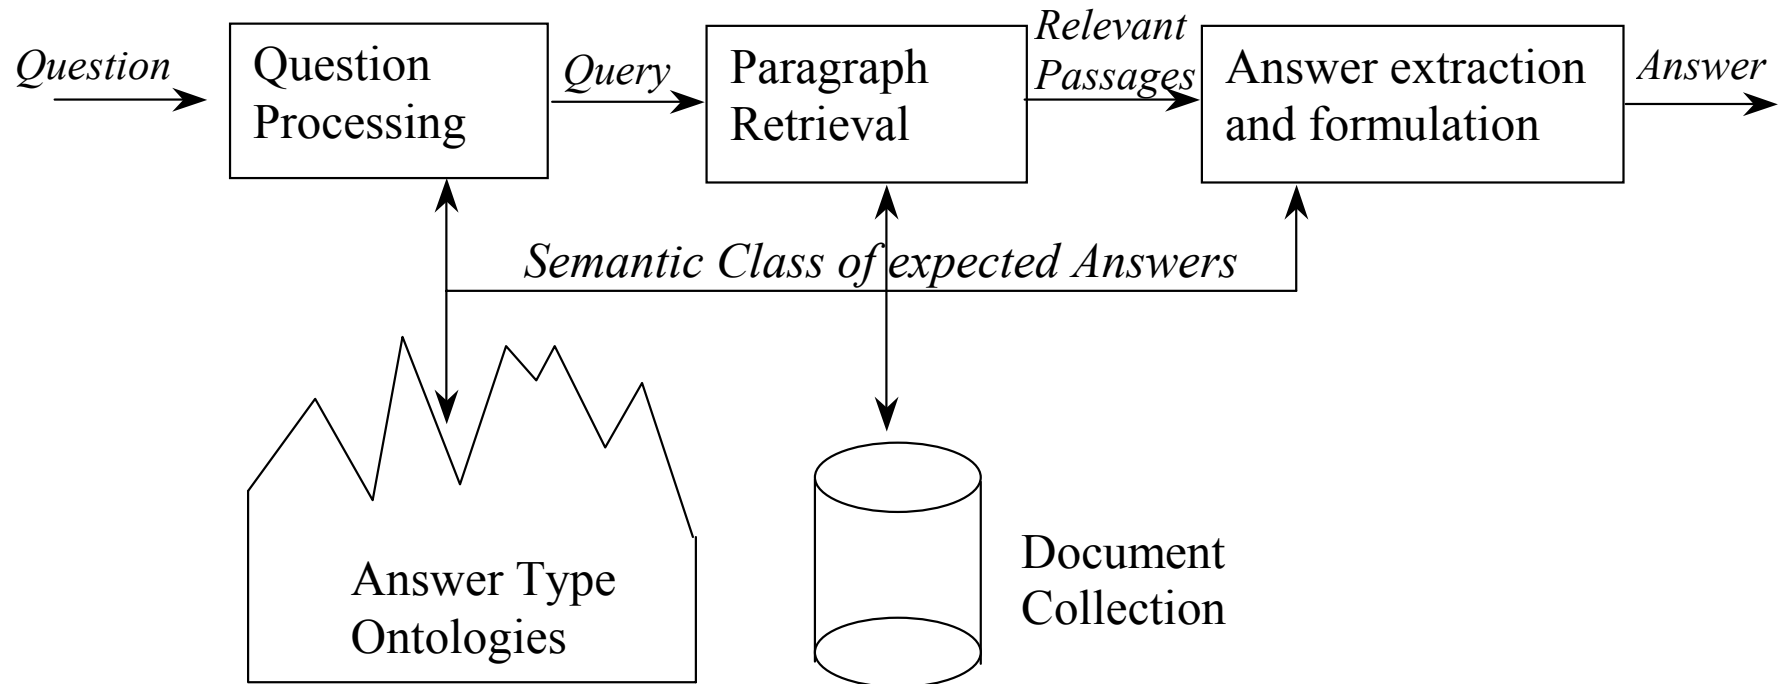 Question
Question
Processing
Query
Paragraph
Retrieval
Relevant
Passages
Answer extraction
and formulation
Answer
Semantic Class of expected Answers
Answer Type
Ontologies
Document
Collection